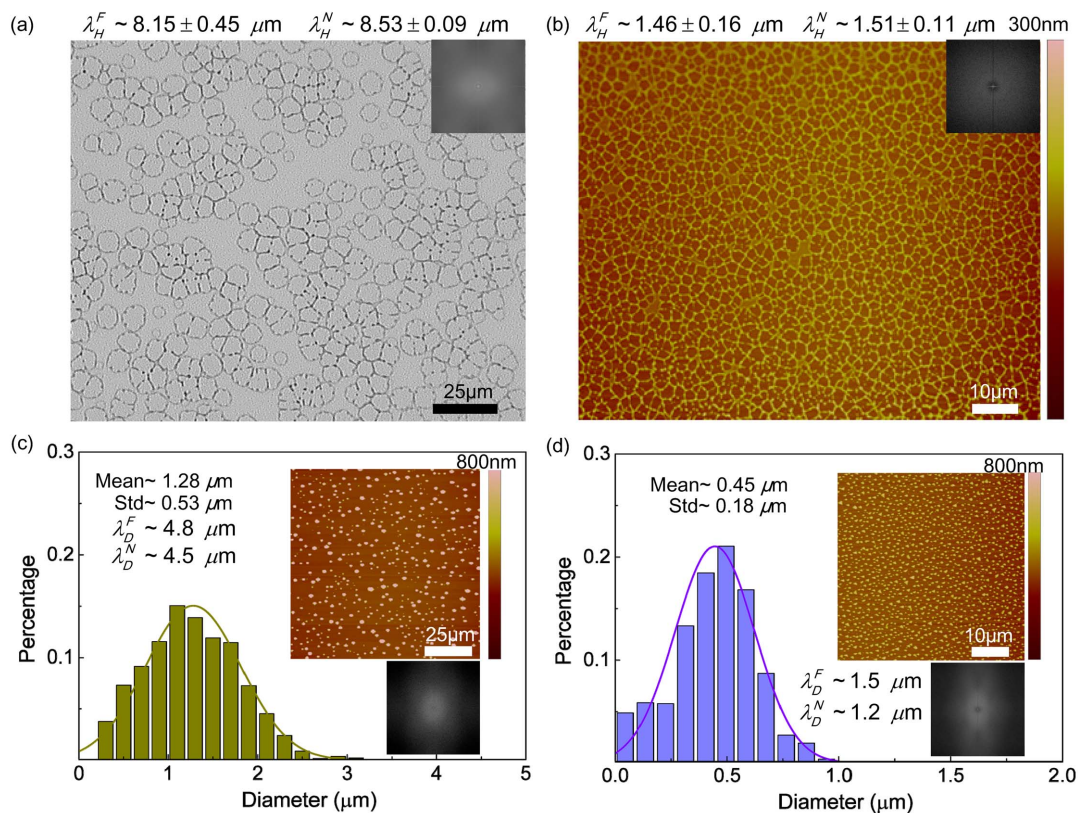 (a) λ_H^F ~ 8.15 ± 0.45 μm λ_H^N ~ 8.53 ± 0.09 μm
25μm
(b) λ_H^F ~ 1.46 ± 0.16 μm λ_H^N ~ 1.51 ± 0.11 μm 300nm
10μm
(c)
0.3
0.2
0.1
Percentage
Mean~ 1.28 μm
Std~ 0.53 μm
λ_D^F ~ 4.8 μm
λ_D^N ~ 4.5 μm
800nm
25μm
0 1 2 3 4 5
Diameter (μm)
(d)
0.3
0.2
0.1
Percentage
Mean~ 0.45 μm
Std~ 0.18 μm
800nm
10μm
λ_D^F ~ 1.5 μm
λ_D^N ~ 1.2 μm
0.0 0.5 1.0 1.5 2.0
Diameter (μm)